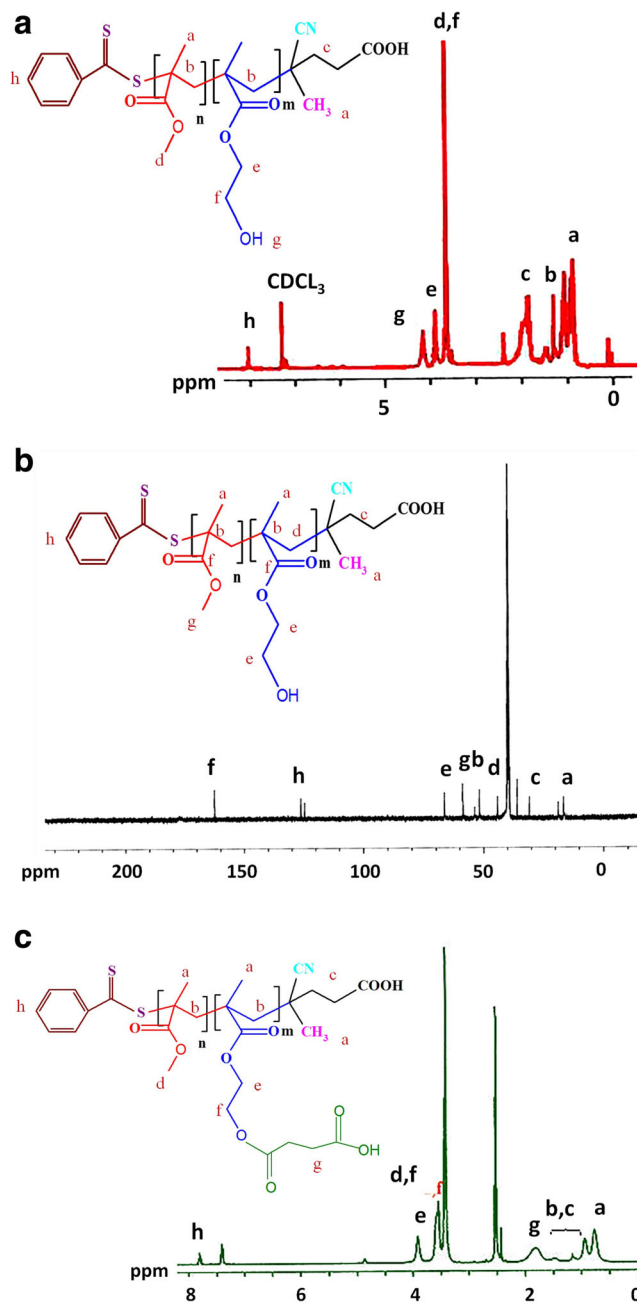 a
S CN
a c COOH
b b
h S
n m CH₃ a
O O
O O
d e
f
OH g
d,f
a
CDCL₃
c b
h g e
ppm
5 0
b
S CN
a a c COOH
b b d
h S
n m CH₃ a
f O f O
O O
g e
e
OH
f h e gb d c a
ppm 200 150 100 50 0
c
S CN
a a c COOH
b b
h S
n m CH₃ a
O O
O O
d e
f
O O
OH
g
O
d,f
,f
b,c
h e g a
ppm
8 6 4 2 0